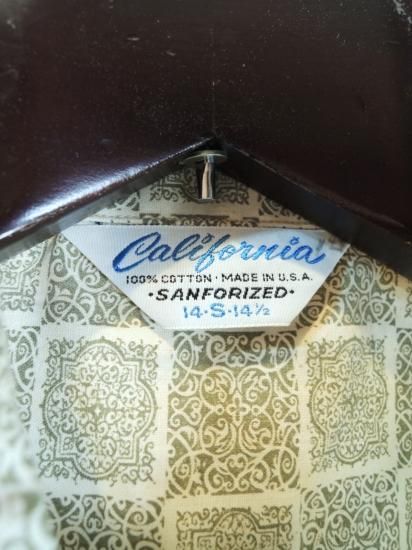 California
100% COTTON · MADE IN U.S.A.
· SANFORIZED ·
14 · S · 14½